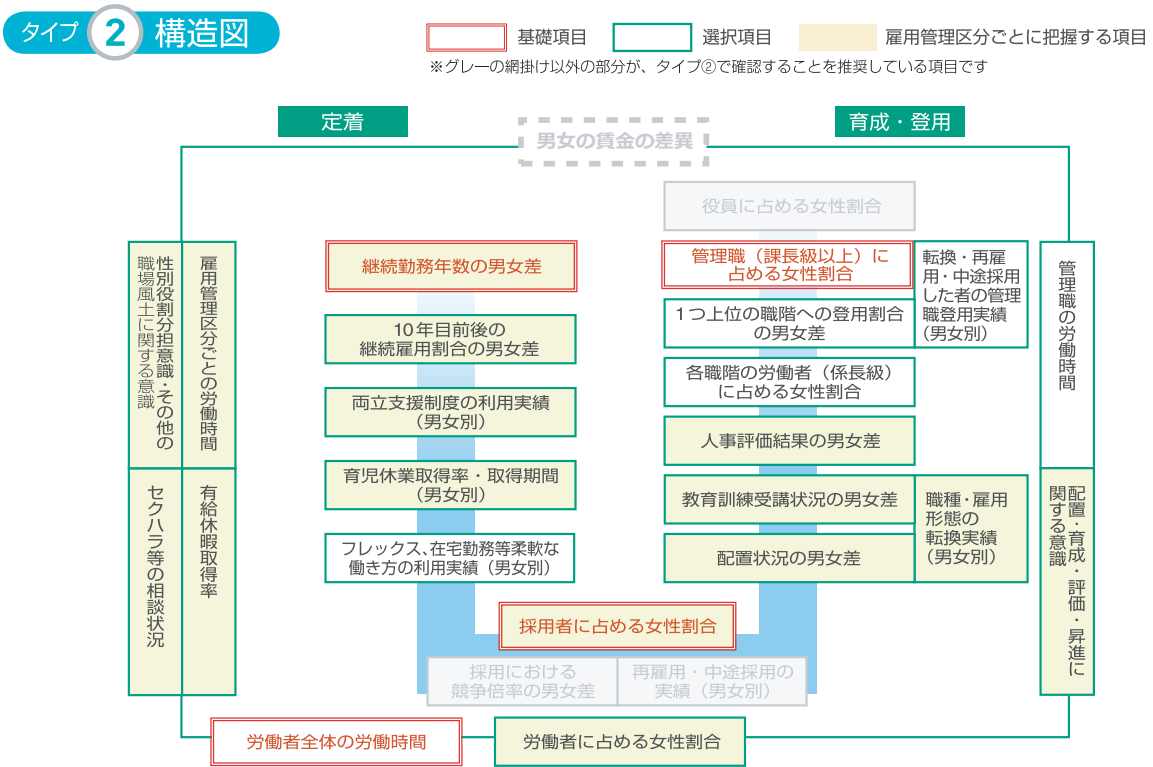 タイプ 2 構造図
基礎項目
選択項目
雇用管理区分ごとに把握する項目
※グレーの網掛け以外の部分が、タイプ②で確認することを推奨している項目です
定着
育成・登用
男女の賃金の差異
役員に占める女性割合
性別役割分担意識・その他の
職場風土に関する意識
雇用管理区分ごとの労働時間
セクハラ等の相談状況
有給休暇取得率
継続勤務年数の男女差
10年目前後の
継続雇用割合の男女差
両立支援制度の利用実績
（男女別）
育児休業取得率・取得期間
（男女別）
フレックス、在宅勤務等柔軟な
働き方の利用実績（男女別）
管理職（課長級以上）に
占める女性割合
1つ上位の職階への登用割合
の男女差
各職階の労働者（係長級）
に占める女性割合
人事評価結果の男女差
教育訓練受講状況の男女差
配置状況の男女差
転換・再雇
用・中途採用
した者の管理
職登用実績
（男女別）
職種・雇用
形態の
転換実績
（男女別）
管理職の労働時間
配置・育成・評価・昇進に
関する意識
採用者に占める女性割合
採用における
競争倍率の男女差
再雇用・中途採用の
実績（男女別）
労働者全体の労働時間
労働者に占める女性割合